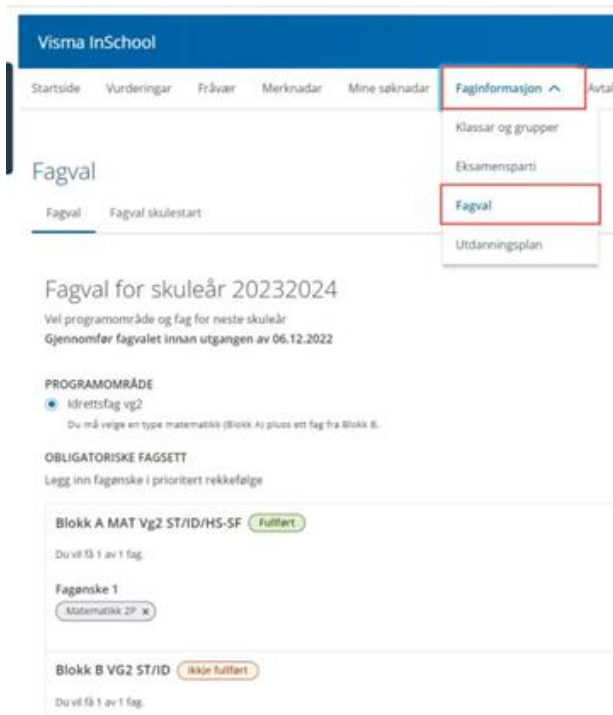 Visma InSchool
Startside Vurderingar Fråvær Merknadar Mine søknadar Faginformasjon Avtal
Klassar og grupper
Eksamensparti
Fagval
Utdanningsplan
Fagval
Fagval Fagval skulestart
Fagval for skuleår 20232024
Vel programområde og fag for neste skuleår
Gjennomfør fagvalet innan utgangen av 06.12.2022
PROGRAMOMRÅDE
Idrettsfag vg2
Du må velge en type matematikk (Blokk A) pluss ett fag fra Blokk B.
OBLIGATORISKE FAGSETT
Legg inn fagønske i prioritert rekkefølge
Blokk A MAT Vg2 ST/ID/HS-SF Fullført
Du vil få 1 av 1 fag.
Fagønske 1
Matematikk 2P x
Blokk B VG2 ST/ID Ikkje fullført
Du vil få 1 av 1 fag.